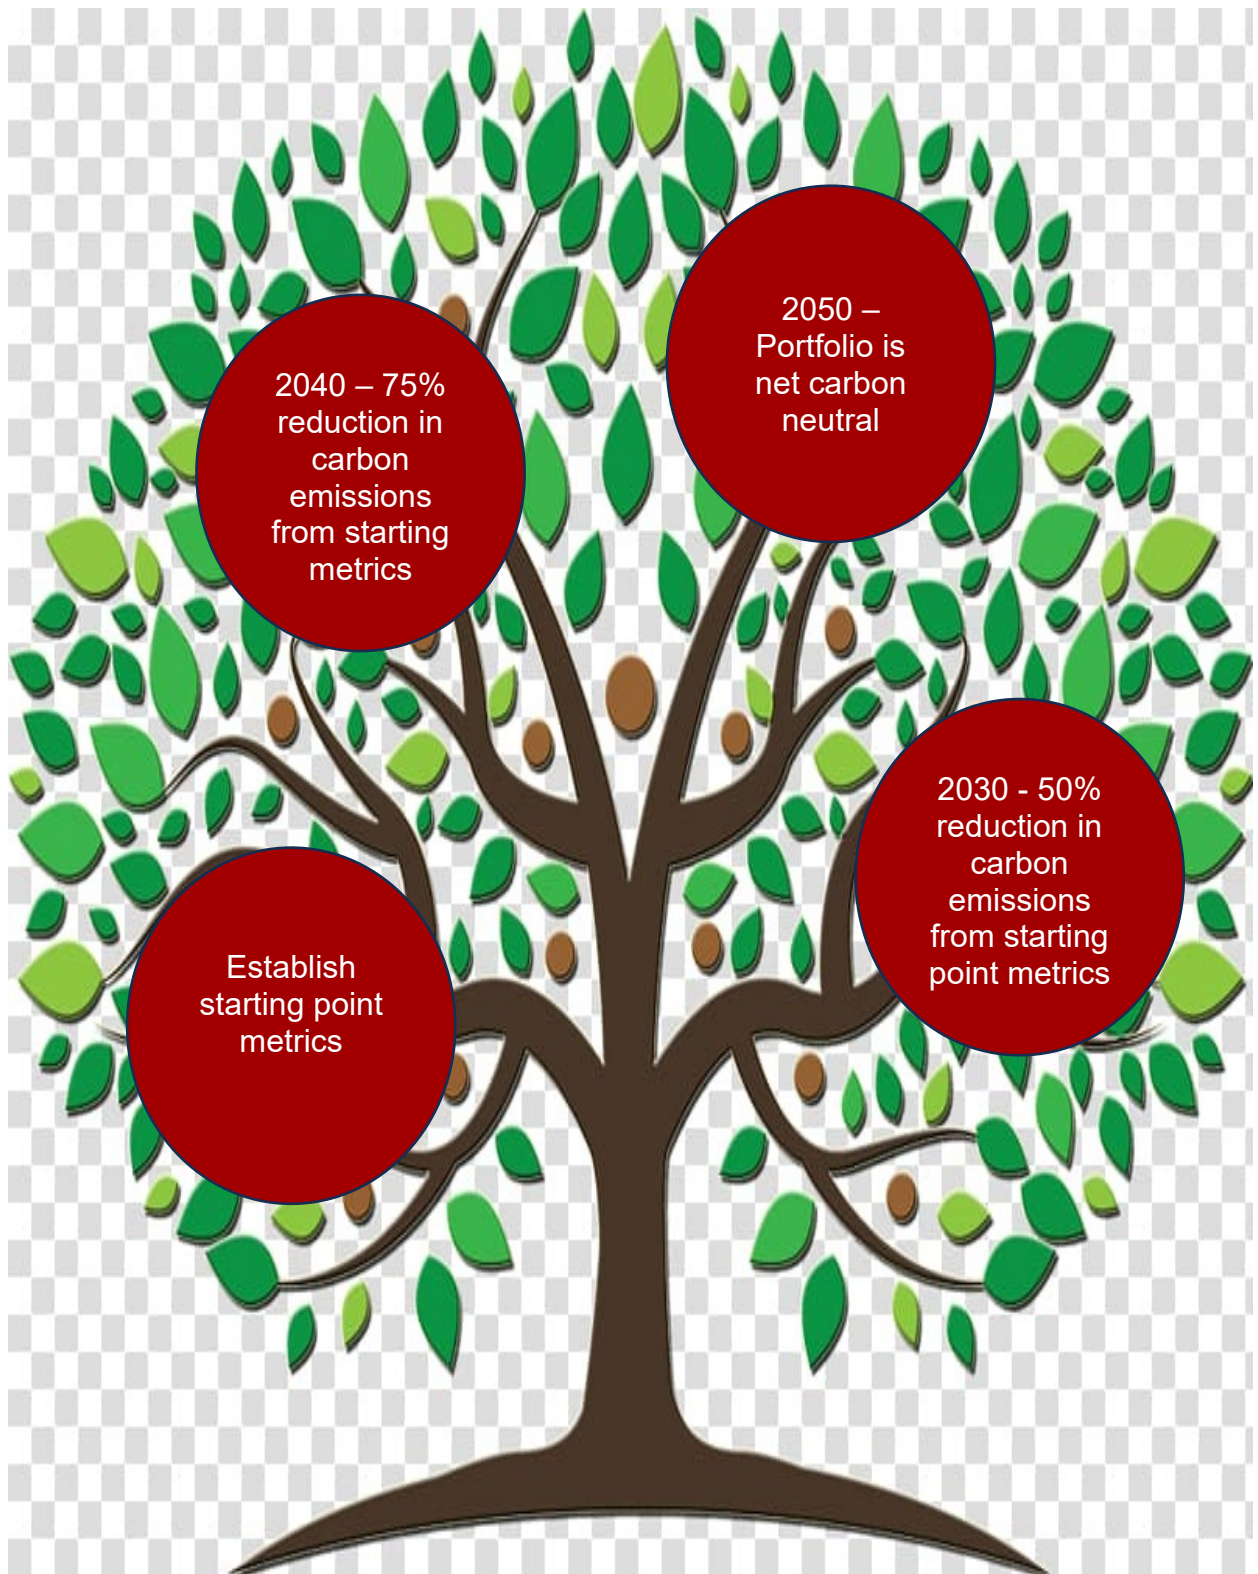 2050 –
Portfolio is
net carbon
neutral
2040 – 75%
reduction in
carbon
emissions
from starting
metrics
2030 - 50%
reduction in
carbon
emissions
from starting
point metrics
Establish
starting point
metrics